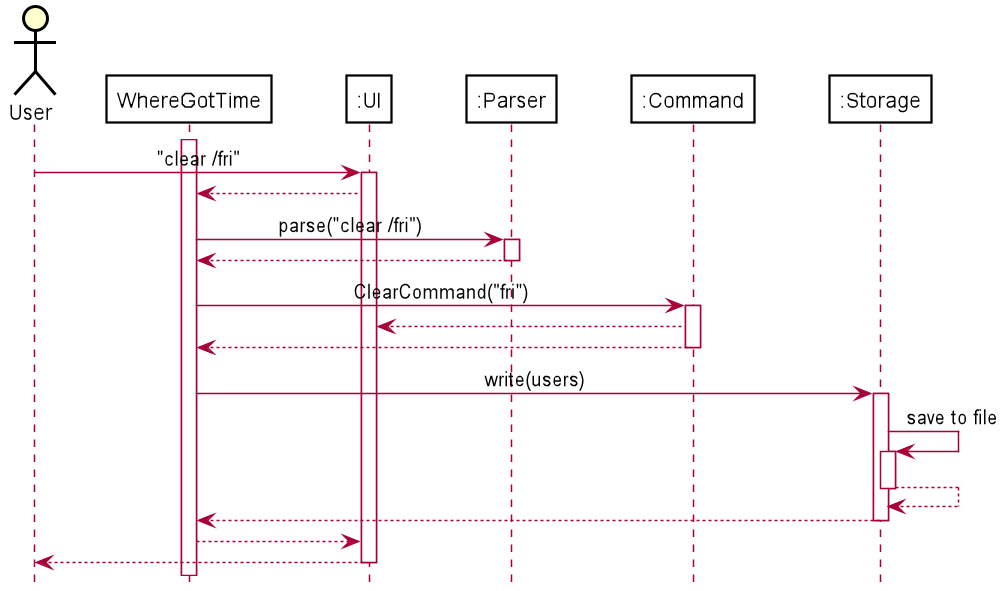 User
WhereGotTime
:UI
:Parser
:Command
:Storage
"clear /fri"
parse("clear /fri")
ClearCommand("fri")
write(users)
save to file